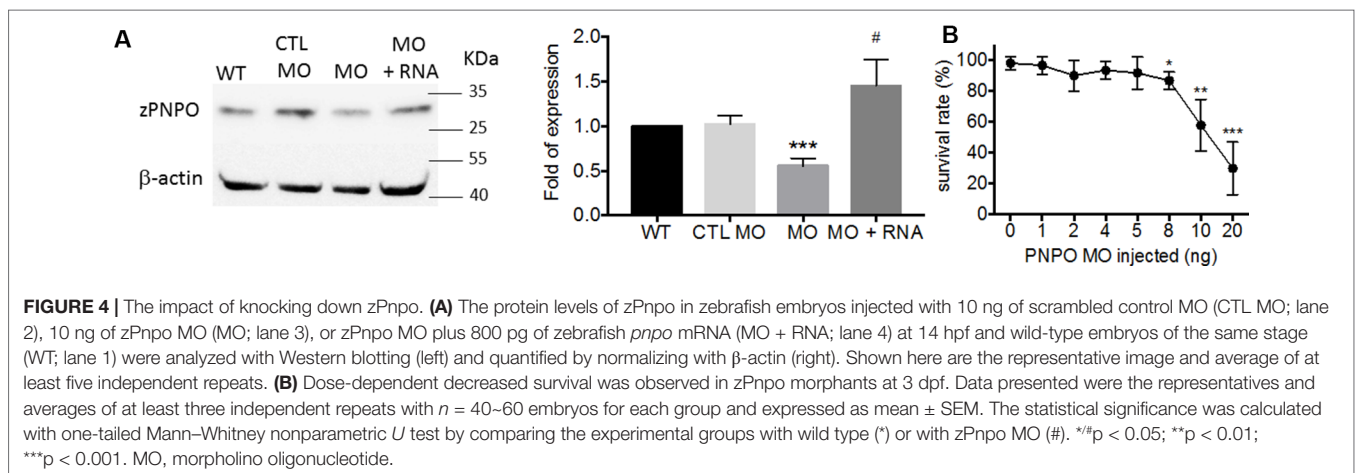 A
WT
CTL
MO
MO
MO
+ RNA
KDa
zPNPO
β-actin
35
25
55
40
Fold of expression
2.0
1.5
1.0
0.5
0.0
***
#
WT CTL MO MO MO + RNA
B
survival rate (%)
100
80
60
40
20
0
*
**
***
0 1 2 4 5 8 10 20
PNPO MO injected (ng)
FIGURE 4 | The impact of knocking down zPnpo. (A) The protein levels of zPnpo in zebrafish embryos injected with 10 ng of scrambled control MO (CTL MO; lane
2), 10 ng of zPnpo MO (MO; lane 3), or zPnpo MO plus 800 pg of zebrafish pnpo mRNA (MO + RNA; lane 4) at 14 hpf and wild-type embryos of the same stage
(WT; lane 1) were analyzed with Western blotting (left) and quantified by normalizing with β-actin (right). Shown here are the representative image and average of at
least five independent repeats. (B) Dose-dependent decreased survival was observed in zPnpo morphants at 3 dpf. Data presented were the representatives and
averages of at least three independent repeats with n = 40~60 embryos for each group and expressed as mean ± SEM. The statistical significance was calculated
with one-tailed Mann–Whitney nonparametric U test by comparing the experimental groups with wild type (*) or with zPnpo MO (#). */#p < 0.05; **p < 0.01;
***p < 0.001. MO, morpholino oligonucleotide.